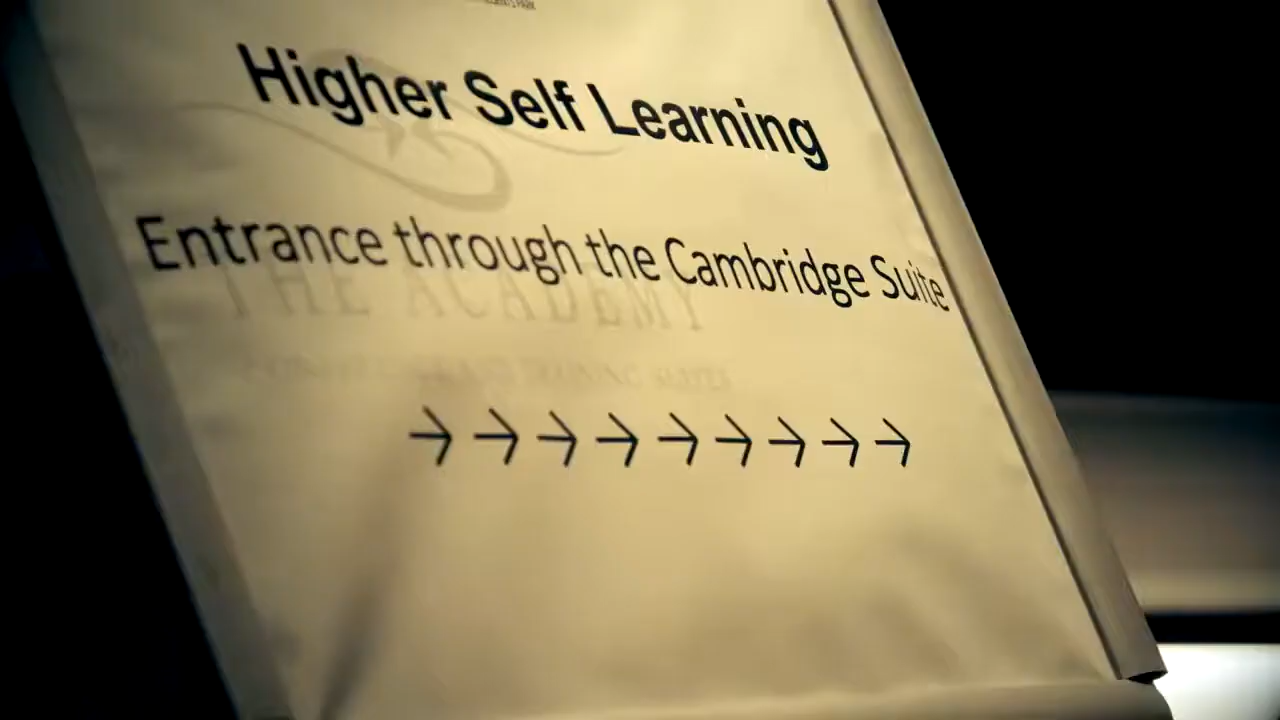 Higher Self Learning
Entrance through the Cambridge Suite
THE ACADEMY
→→→→→→→→→